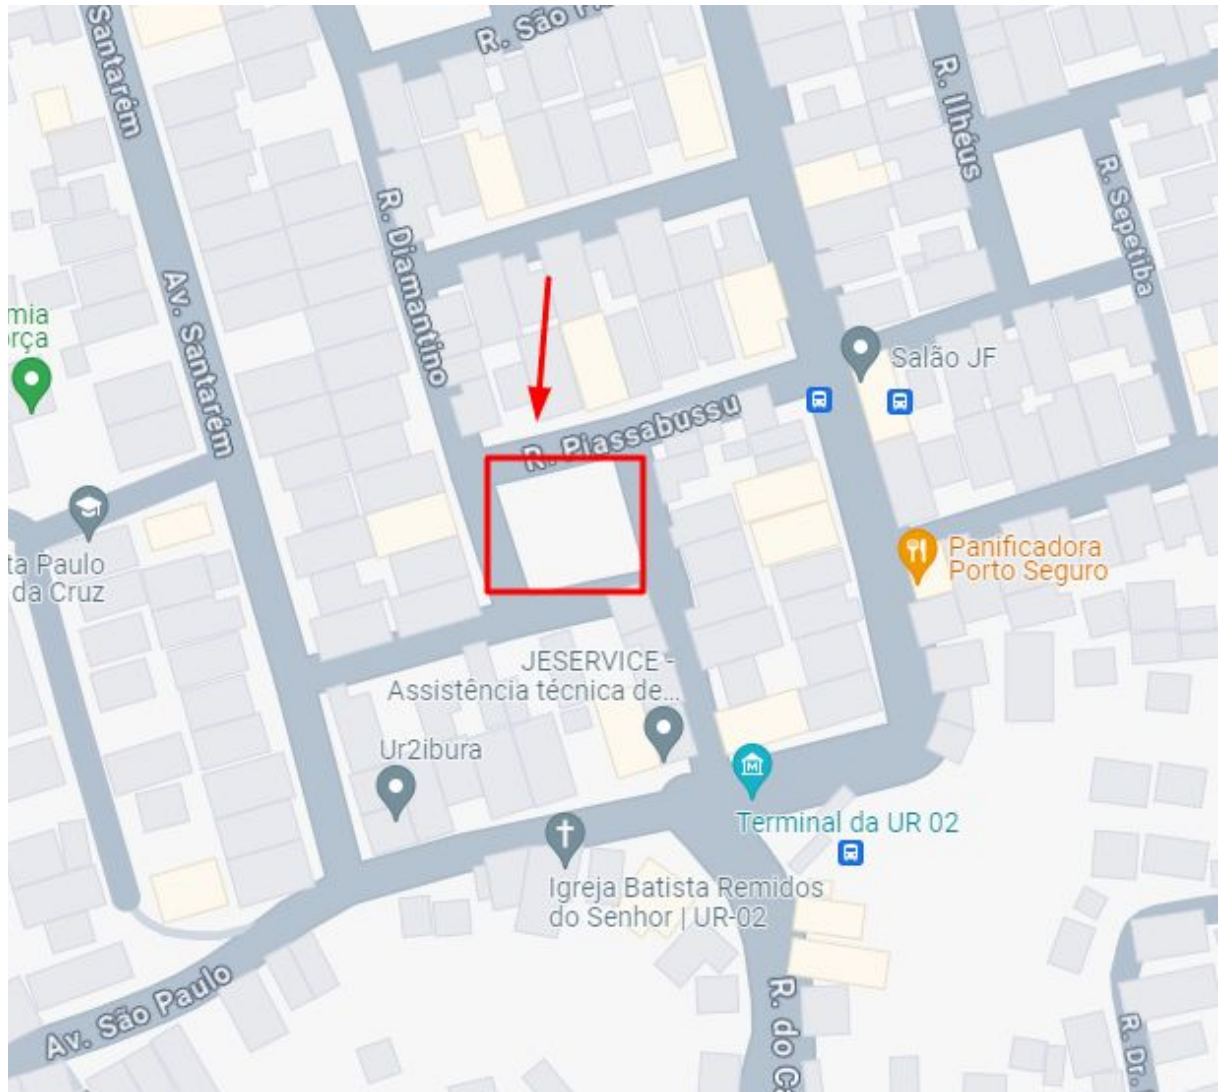 Santarém
R. São
R. Ilhéus
R. Sepetiba
R. Diamantino
Av. Santarém
mia
rça
Salão JF
R. Piassabussu
ta Paulo
da Cruz
Panificadora
Porto Seguro
JESERVICE -
Assistência técnica de...
Ur2ibura
Terminal da UR 02
Igreja Batista Remidos
do Senhor | UR-02
Av. São Paulo
R. do C
R. Dr